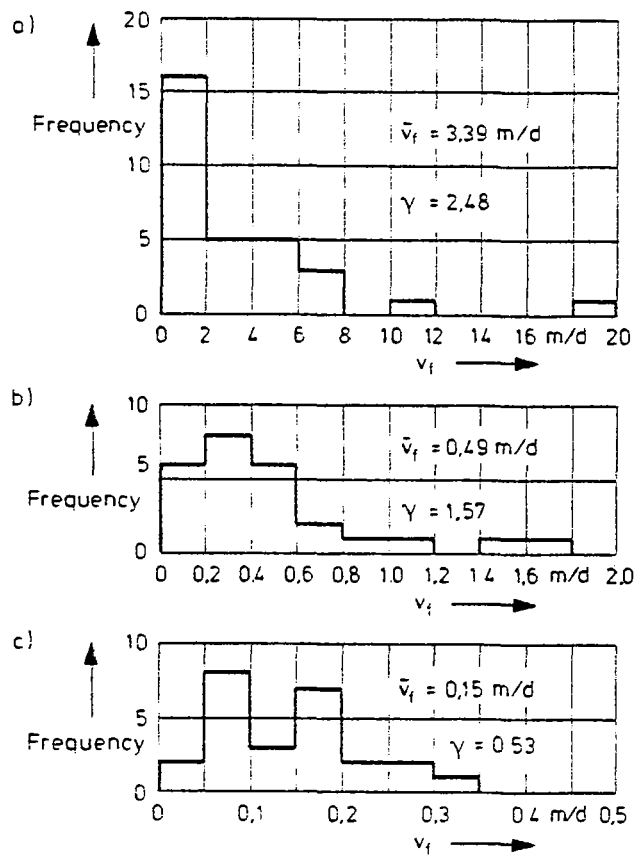 a)
20
15
Frequency
v̄f = 3,39 m/d
10
γ = 2,48
5
0
0 2 4 6 8 10 12 14 16 m/d 20
vf
b)
10
v̄f = 0,49 m/d
5
Frequency
γ = 1,57
0
0 0,2 0,4 0,6 0,8 1.0 1,2 1,4 1,6 m/d 2,0
vf
c)
10
v̄f = 0,15 m/d
5
Frequency
γ = 0 53
0
0 0,1 0,2 0,3 0 4 m/d 0,5
vf